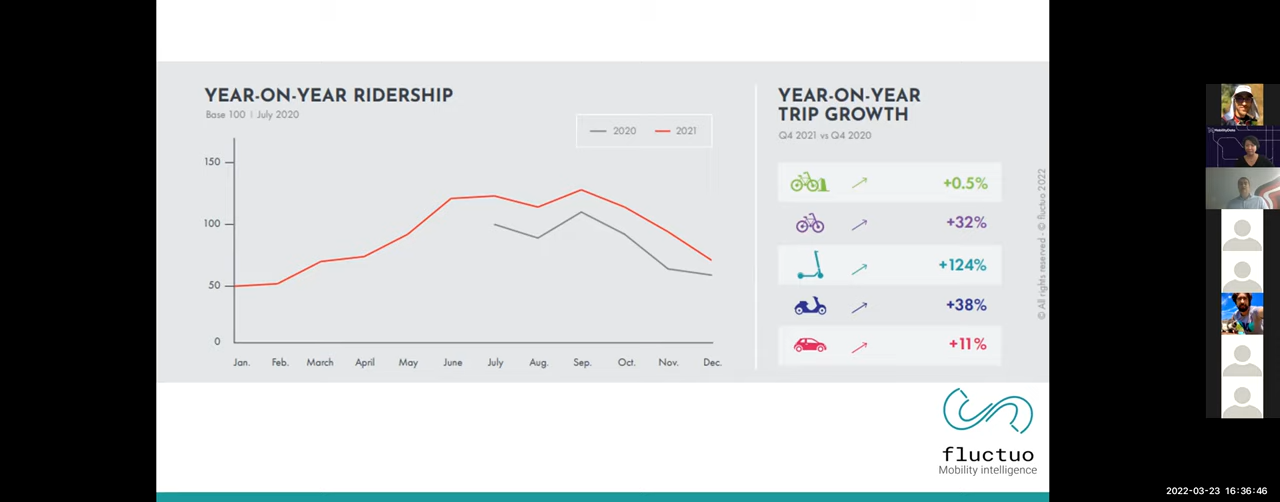 YEAR-ON-YEAR RIDERSHIP
Base 100 | July 2020
2020
2021
150
100
50
0
Jan.
Feb.
March
April
May
June
July
Aug.
Sep.
Oct.
Nov.
Dec.
YEAR-ON-YEAR
TRIP GROWTH
Q4 2021 vs Q4 2020
+0.5%
+32%
+124%
+38%
+11%
© All rights reserved - © fluctuo 2022
fluctuo
Mobility intelligence
MobilityData
2022-03-23 16:36:46